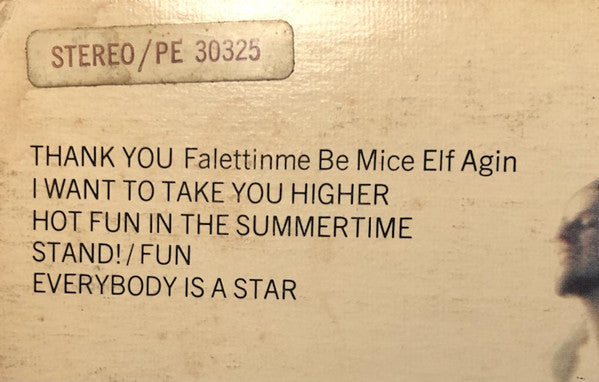 STEREO/PE 30325
THANK YOU Falettinme Be Mice Elf Agin
I WANT TO TAKE YOU HIGHER
HOT FUN IN THE SUMMERTIME
STAND!/FUN
EVERYBODY IS A STAR